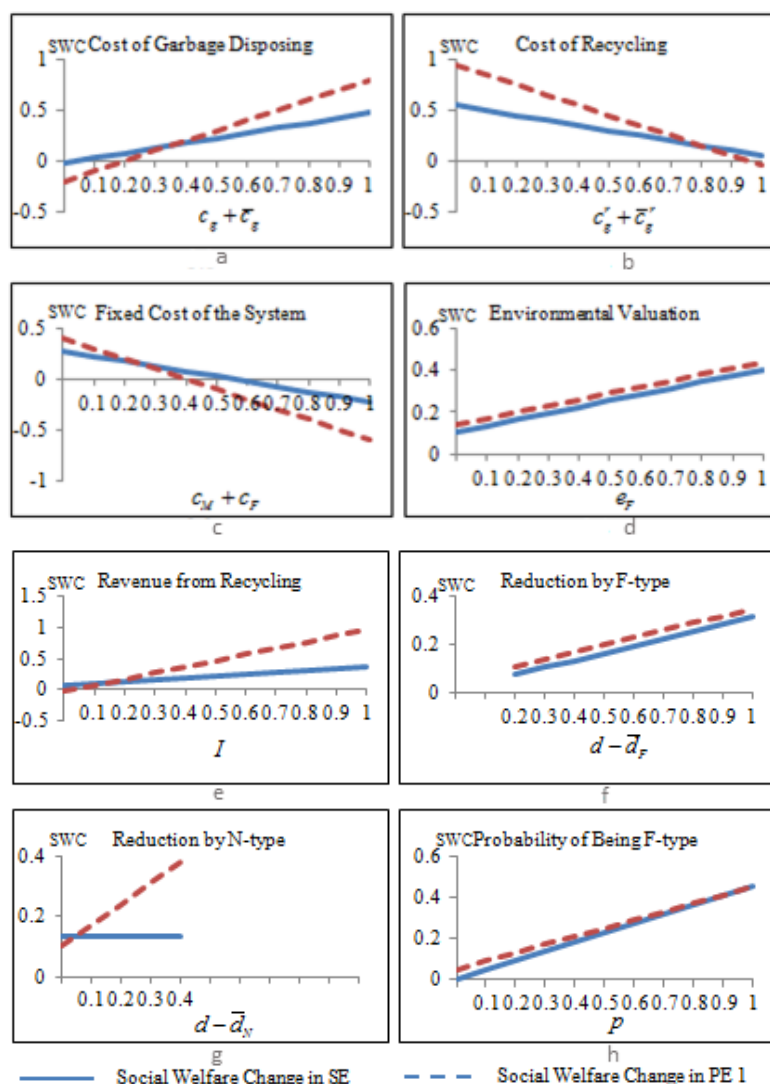 SWC Cost of Garbage Disposing
1
0.5
0
-0.5
0.1 0.2 0.3 0.4 0.5 0.6 0.7 0.8 0.9 1
c_g + c̄_g
a
SWC Cost of Recycling
1
0.5
0
-0.5
0.1 0.2 0.3 0.4 0.5 0.6 0.7 0.8 0.9 1
c_g^r + c̄_g^r
b
SWC Fixed Cost of the System
0.5
0
-0.5
-1
0.1 0.2 0.3 0.4 0.5 0.6 0.7 0.8 0.9 1
c_M + c_F
c
SWC Environmental Valuation
0.6
0.4
0.2
0
0.1 0.2 0.3 0.4 0.5 0.6 0.7 0.8 0.9 1
e_F
d
SWC Revenue from Recycling
1.5
1
0.5
0
-0.5
0.1 0.2 0.3 0.4 0.5 0.6 0.7 0.8 0.9 1
I
e
SWC Reduction by F-type
0.4
0.2
0
0.2 0.3 0.4 0.5 0.6 0.7 0.8 0.9 1
d − d̄_F
f
SWC Reduction by N-type
0.4
0.2
0
0.1 0.2 0.3 0.4
d − d̄_N
g
SWC Probability of Being F-type
0.6
0.4
0.2
0
0.1 0.2 0.3 0.4 0.5 0.6 0.7 0.8 0.9 1
p
h
Social Welfare Change in SE
Social Welfare Change in PE 1